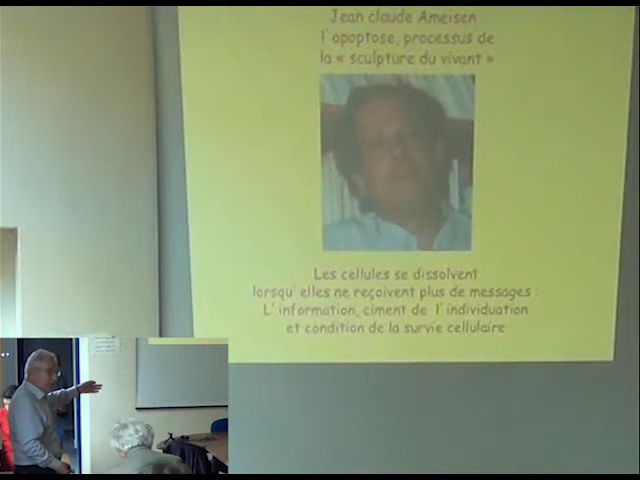 Jean claude Ameisen
l'apoptose, processus de
la « sculpture du vivant »
Les cellules se dissolvent
lorsqu'elles ne reçoivent plus de messages :
L'information, ciment de l'individuation
et condition de la survie cellulaire